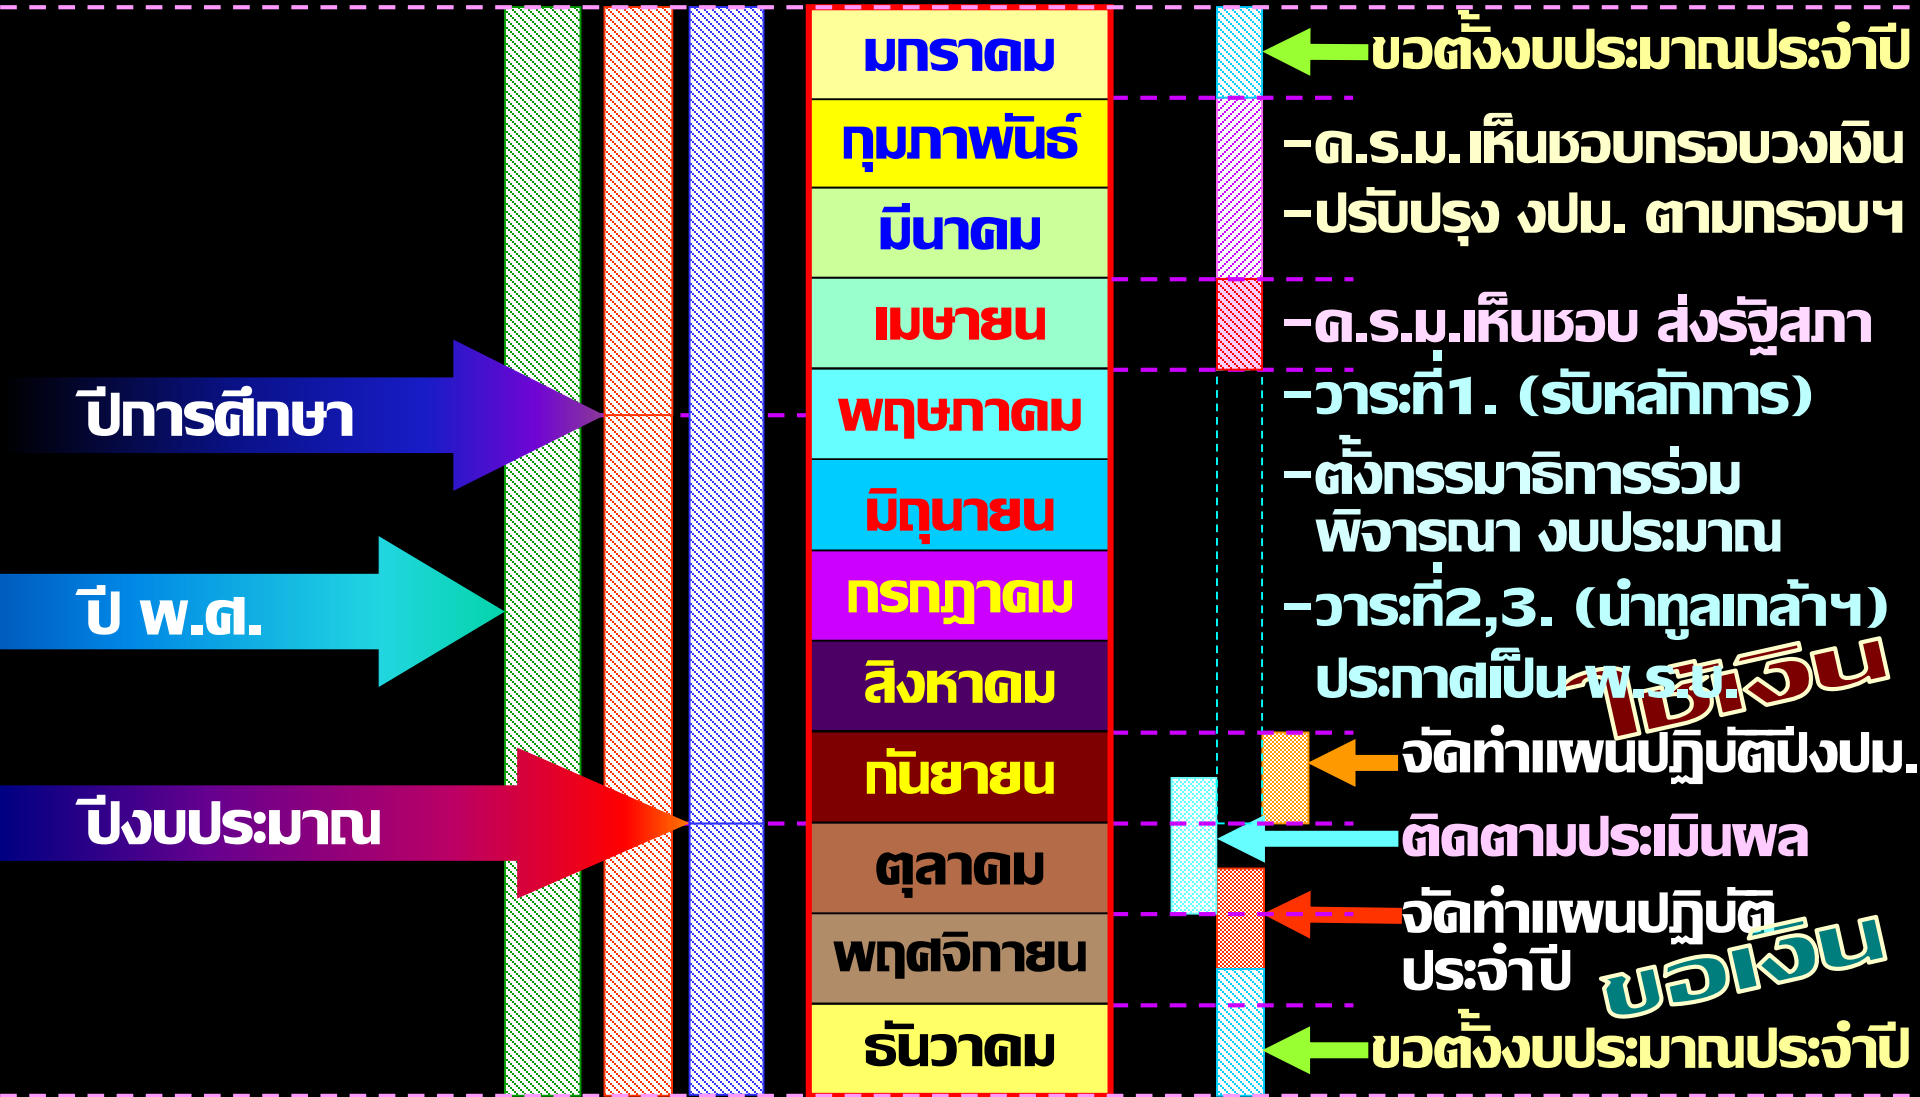 มกราคม
กุมภาพันธ์
มีนาคม
เมษายน
พฤษภาคม
มิถุนายน
กรกฎาคม
สิงหาคม
กันยายน
ตุลาคม
พฤศจิกายน
ธันวาคม
ปีการศึกษา
ปี พ.ศ.
ปีงบประมาณ
ขอตั้งงบประมาณประจำปี
-ค.ร.ม.เห็นชอบกรอบวงเงิน
-ปรับปรุง งปม. ตามกรอบฯ
-ค.ร.ม.เห็นชอบ ส่งรัฐสภา
-วาระที่1. (รับหลักการ)
-ตั้งกรรมาธิการร่วม
พิจารณา งบประมาณ
-วาระที่2,3. (นำทูลเกล้าฯ)
ประกาศเป็น พ.ร.บ.
ใช้เงิน
จัดทำแผนปฏิบัติปีงปม.
ติดตามประเมินผล
จัดทำแผนปฏิบัติ
ประจำปี
ขอเงิน
ขอตั้งงบประมาณประจำปี